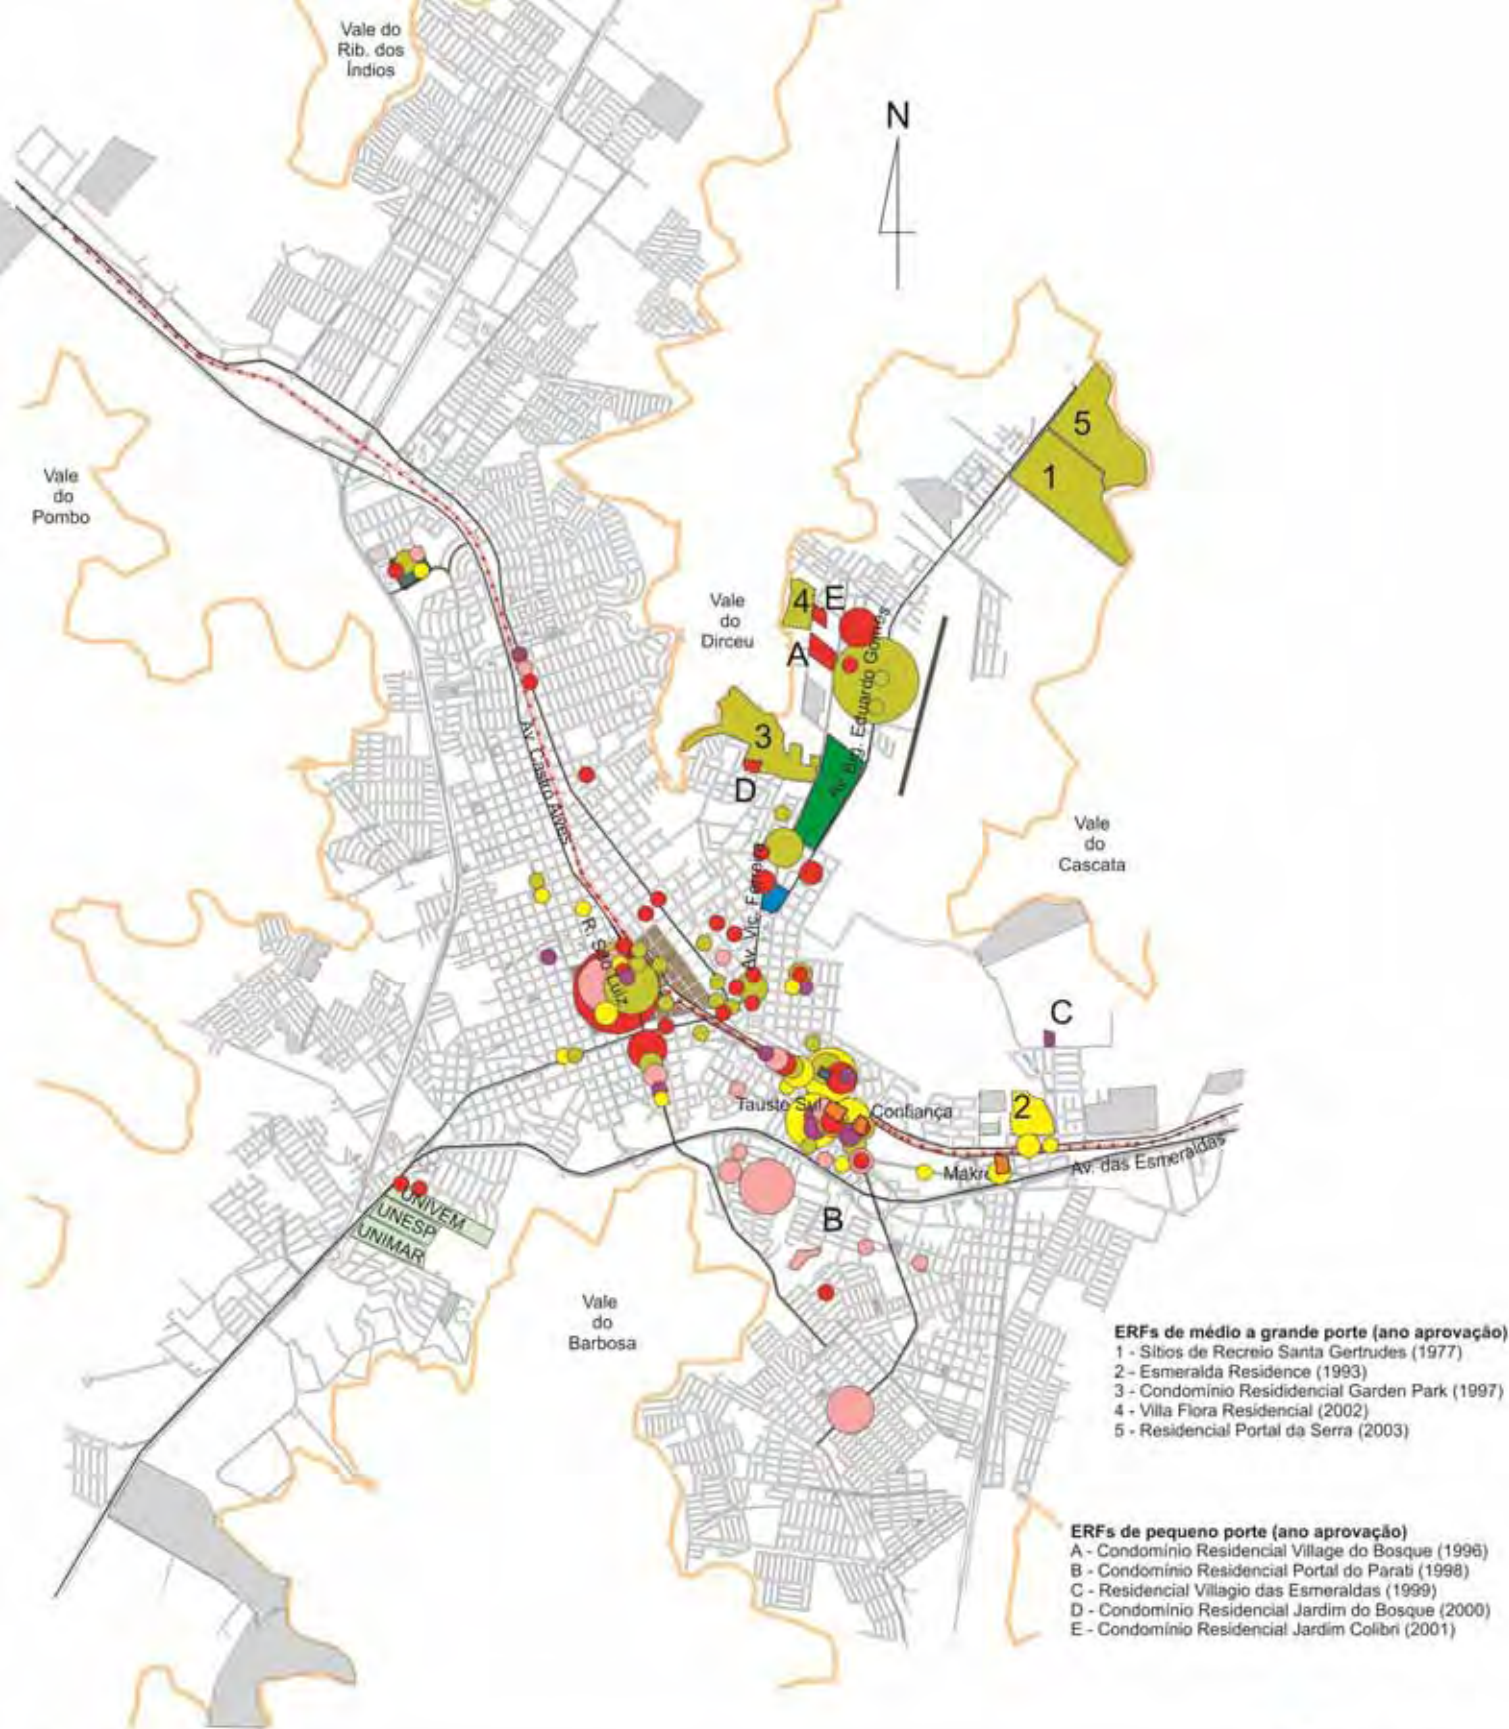 Vale do
Rib. dos
Índios
N
5
1
Vale
do
Pombo
Vale
do
Dirceu
4
E
A
Av. Brig. Eduardo Gomes
3
D
Av. Castro Alves
Vale
do
Cascata
Av. Vic. Ferreira
R. São Luiz
C
Tauste Sul
Confiança
2
Makro
Av. das Esmeraldas
UNIVEM
UNESP
UNIMAR
B
Vale
do
Barbosa
ERFs de médio a grande porte (ano aprovação)
1 - Sítios de Recreio Santa Gertrudes (1977)
2 - Esmeralda Residence (1993)
3 - Condomínio Resididencial Garden Park (1997)
4 - Villa Flora Residencial (2002)
5 - Residencial Portal da Serra (2003)
ERFs de pequeno porte (ano aprovação)
A - Condomínio Residencial Village do Bosque (1996)
B - Condomínio Residencial Portal do Parati (1998)
C - Residencial Villagio das Esmeraldas (1999)
D - Condomínio Residencial Jardim do Bosque (2000)
E - Condomínio Residencial Jardim Colibri (2001)